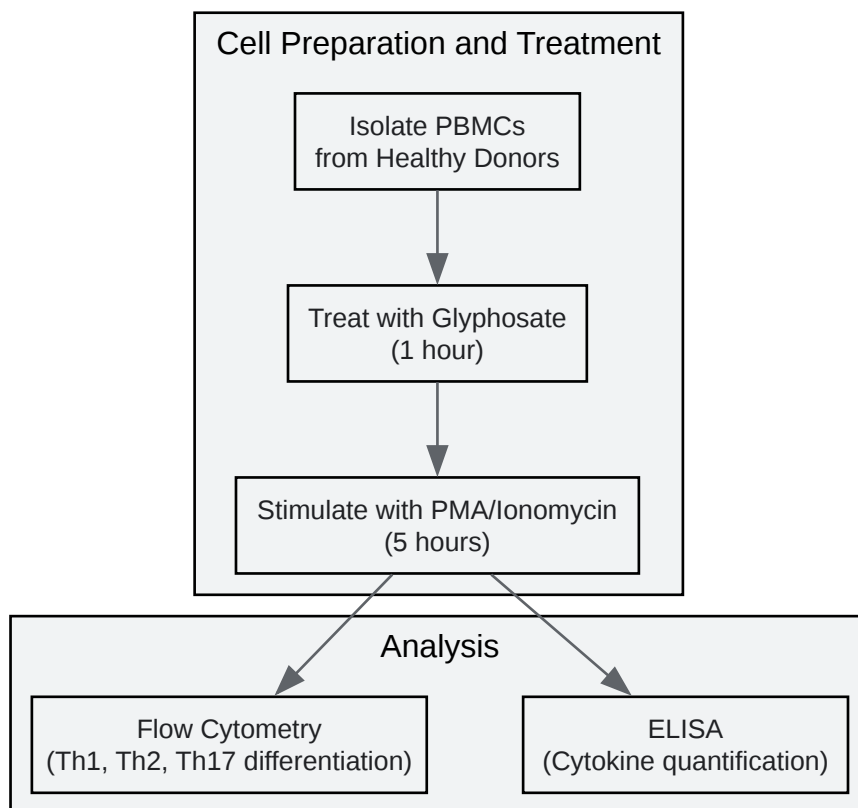 Cell Preparation and Treatment
Isolate PBMCs
from Healthy Donors
Treat with Glyphosate
(1 hour)
Stimulate with PMA/Ionomycin
(5 hours)
Analysis
Flow Cytometry
(Th1, Th2, Th17 differentiation)
ELISA
(Cytokine quantification)